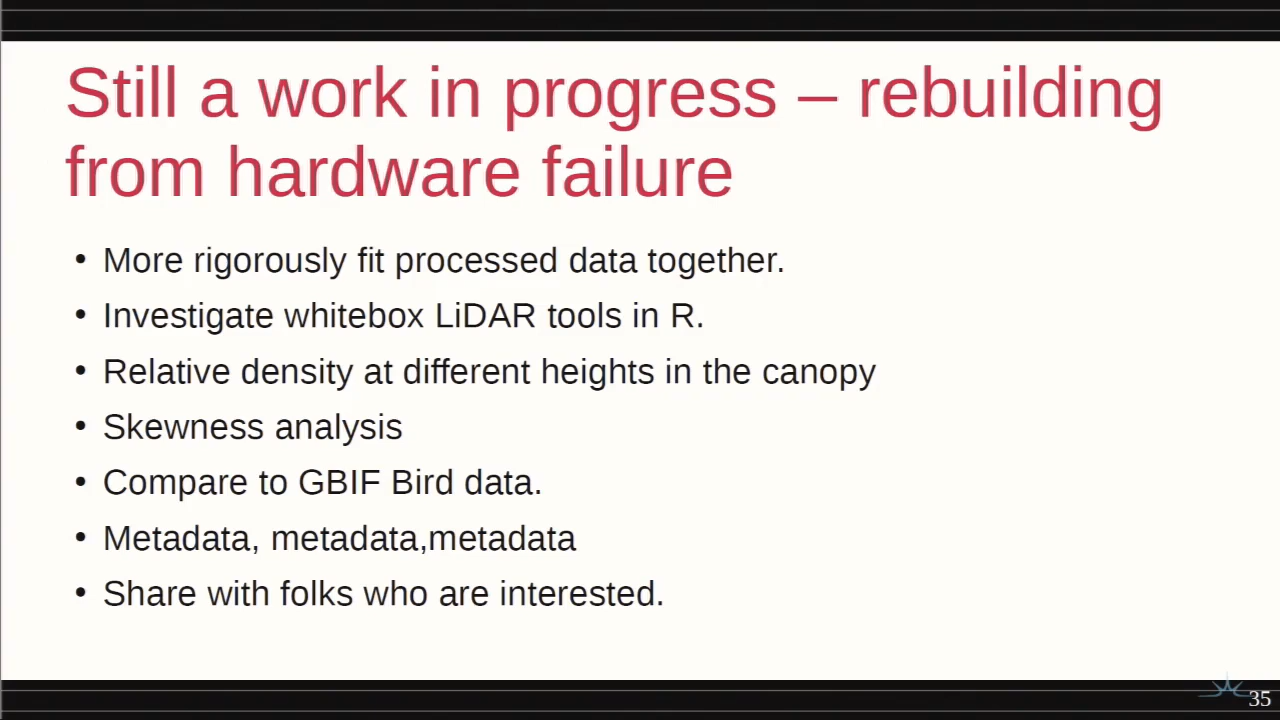 Still a work in progress – rebuilding
from hardware failure
• More rigorously fit processed data together.
• Investigate whitebox LiDAR tools in R.
• Relative density at different heights in the canopy
• Skewness analysis
• Compare to GBIF Bird data.
• Metadata, metadata,metadata
• Share with folks who are interested.
35